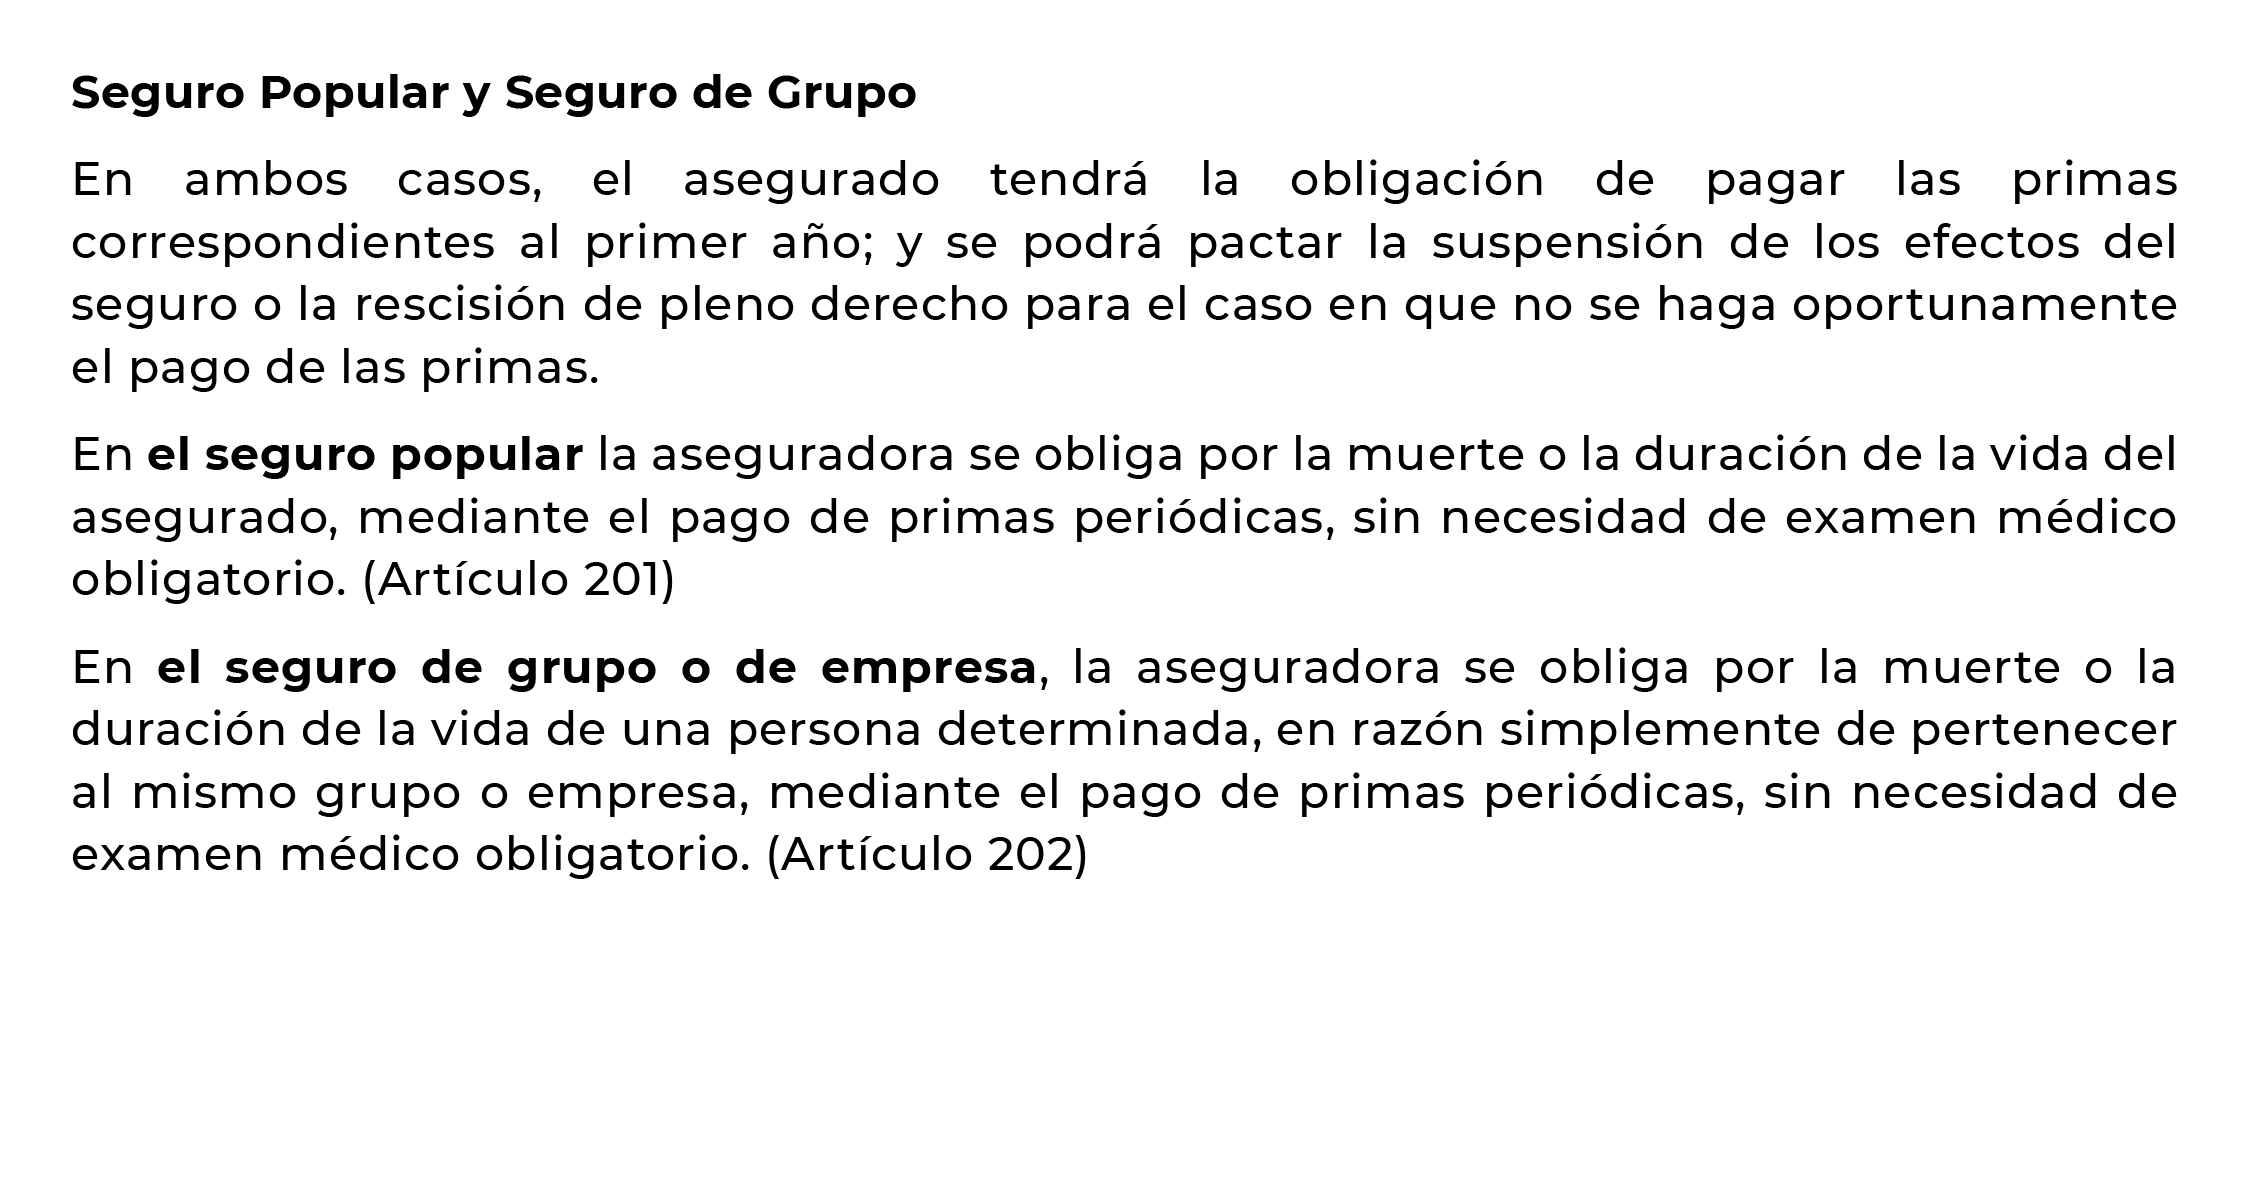 Seguro Popular y Seguro de Grupo
En ambos casos, el asegurado tendrá la obligación de pagar las primas
correspondientes al primer año; y se podrá pactar la suspensión de los efectos del
seguro o la rescisión de pleno derecho para el caso en que no se haga oportunamente
el pago de las primas.
En el seguro popular la aseguradora se obliga por la muerte o la duración de la vida del
asegurado, mediante el pago de primas periódicas, sin necesidad de examen médico
obligatorio. (Artículo 201)
En el seguro de grupo o de empresa, la aseguradora se obliga por la muerte o la
duración de la vida de una persona determinada, en razón simplemente de pertenecer
al mismo grupo o empresa, mediante el pago de primas periódicas, sin necesidad de
examen médico obligatorio. (Artículo 202)